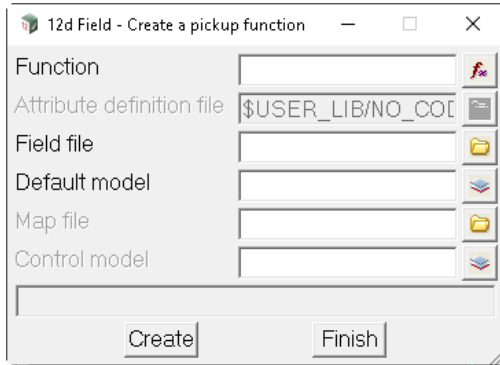 12d Field - Create a pickup function
Function
Attribute definition file $USER_LIB/NO_COD
Field file
Default model
Map file
Control model
Create Finish